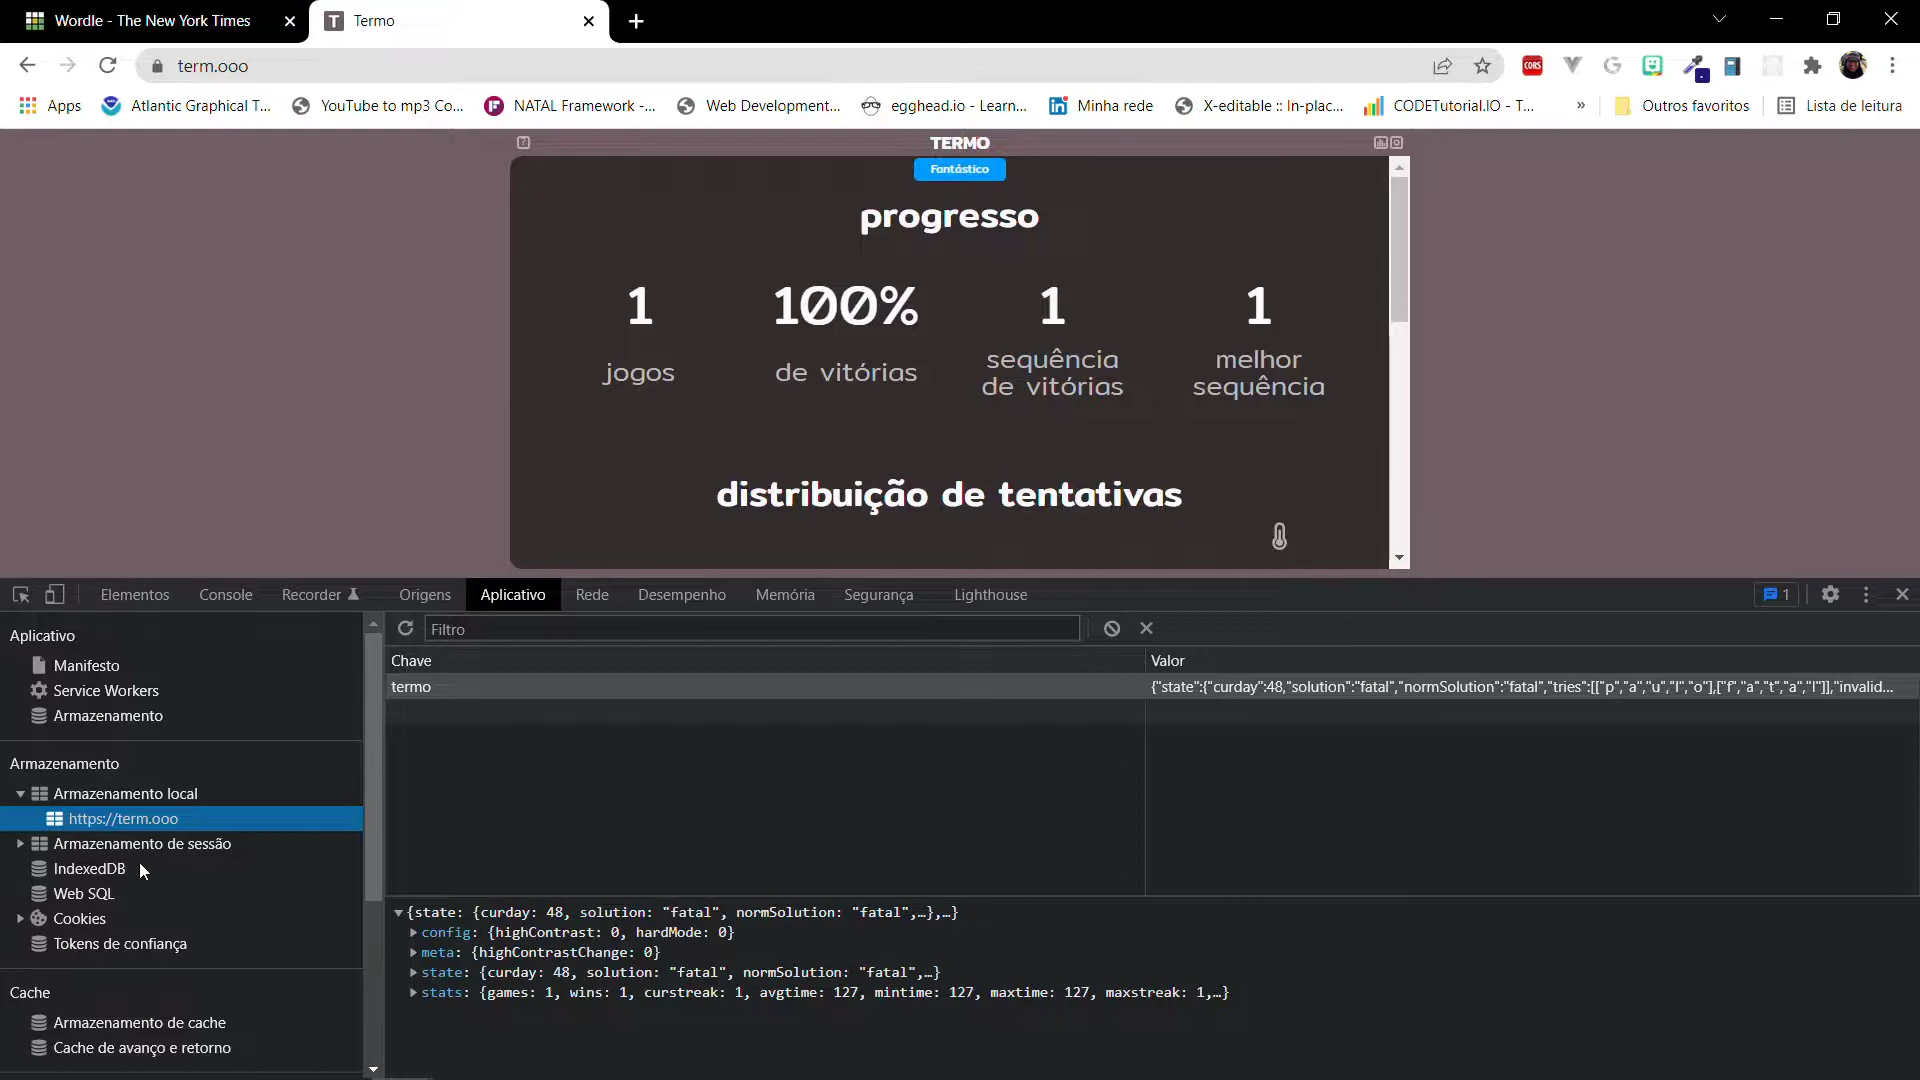 Wordle - The New York Times
Termo
term.ooo
Apps
Atlantic Graphical T...
YouTube to mp3 Co...
NATAL Framework -...
Web Development...
egghead.io - Learn...
Minha rede
X-editable :: In-plac...
CODETutorial.IO - T...
»
Outros favoritos
Lista de leitura
TERMO
Fantástico
progresso
1
100%
1
1
jogos
de vitórias
sequência
de vitórias
melhor
sequência
distribuição de tentativas
Elementos
Console
Recorder
Origens
Aplicativo
Rede
Desempenho
Memória
Segurança
Lighthouse
1
Aplicativo
Manifesto
Service Workers
Armazenamento
Armazenamento
Armazenamento local
https://term.ooo
Armazenamento de sessão
IndexedDB
Web SQL
Cookies
Tokens de confiança
Cache
Armazenamento de cache
Cache de avanço e retorno
Filtro
Chave
Valor
termo
{"state":{"curday":48,"solution":"fatal","normSolution":"fatal","tries":[["p","a","u","l","o"],["f","a","t","a","l"]],"invalid...
{state: {curday: 48, solution: "fatal", normSolution: "fatal",…},…}
config: {highContrast: 0, hardMode: 0}
meta: {highContrastChange: 0}
state: {curday: 48, solution: "fatal", normSolution: "fatal",…}
stats: {games: 1, wins: 1, curstreak: 1, avgtime: 127, mintime: 127, maxtime: 127, maxstreak: 1,…}